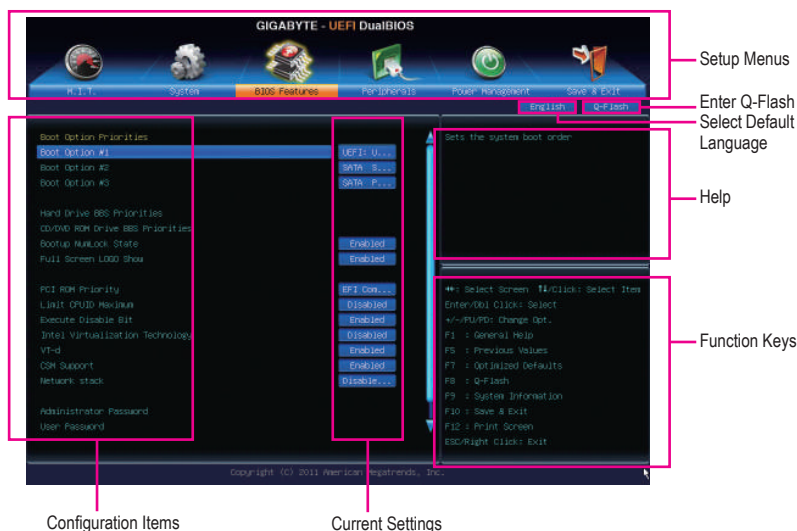 GIGABYTE - UEFI DualBIOS
M.I.T.
System
BIOS Features
Peripherals
Power Management
Save & Exit
Setup Menus
English
Q-Flash
Enter Q-Flash
Select Default
Language
Boot Option Priorities
Boot Option #1
UEFI: U...
Boot Option #2
SATA S...
Boot Option #3
SATA P...
Sets the system boot order
Help
Hard Drive BBS Priorities
CD/DVD ROM Drive BBS Priorities
Bootup NumLock State
Enabled
Full Screen LOGO Show
Enabled
PCI ROM Priority
EFI Com...
Limit CPUID Maximum
Disabled
Execute Disable Bit
Enabled
Intel Virtualization Technology
Disabled
VT-d
Enabled
CSM Support
Enabled
Network stack
Disable...
Administrator Password
User Password
: Select Screen ↑↓/Click: Select Item
Enter/Dbl Click: Select
+/-/PU/PD: Change Opt.
F1 : General Help
F5 : Previous Values
F7 : Optimized Defaults
F8 : Q-Flash
F9 : System Information
F10 : Save & Exit
F12 : Print Screen
ESC/Right Click: Exit
Function Keys
Copyright (C) 2011 American Megatrends, Inc.
Configuration Items
Current Settings